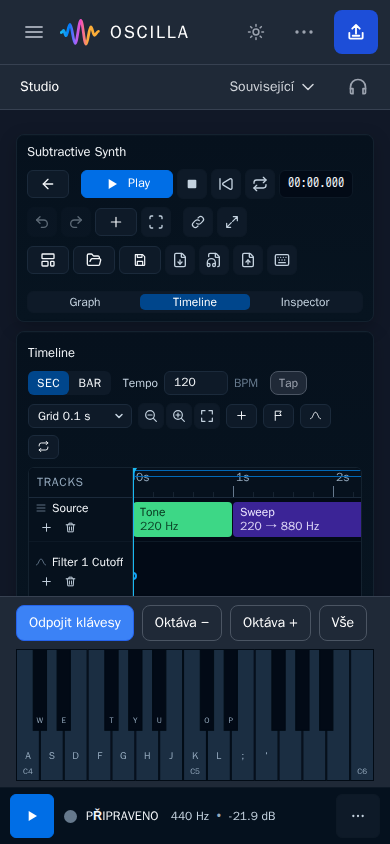 OSCILLA
Studio
Související
Subtractive Synth
Play
00:00.000
Graph
Timeline
Inspector
Timeline
SEC
BAR
Tempo
120
BPM
Tap
Grid 0.1 s
TRACKS
0s
1s
2s
Source
Tone
220 Hz
Sweep
220 → 880 Hz
Filter 1 Cutoff
Odpojit klávesy
Oktáva −
Oktáva +
Vše
W E T Y U O P
A S D F G H J K L ; '
C4 C5 C6
PŘIPRAVENO
440 Hz • -21.9 dB